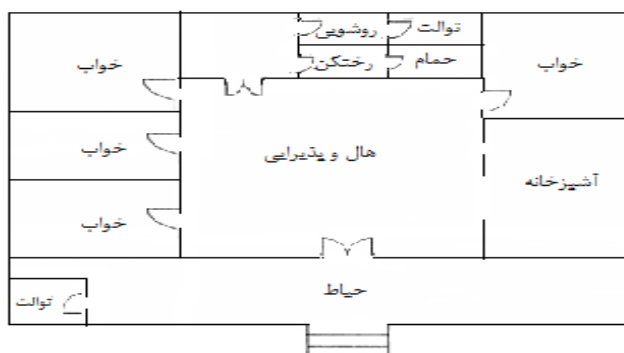 توالت
روشویی
خواب
حمام
رختکن
خواب
هال و پذیرایی
خواب
آشپزخانه
خواب
حیاط
توالت